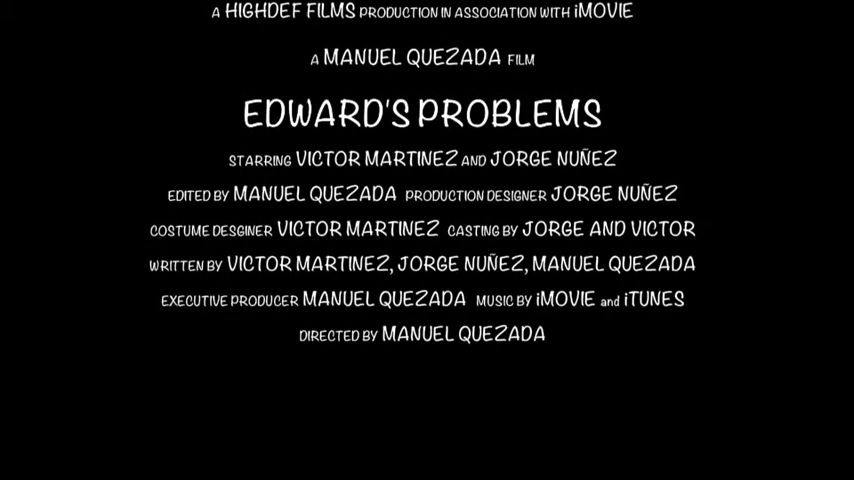 A HIGHDEF FILMS PRODUCTION IN ASSOCIATION WITH iMOVIE
A MANUEL QUEZADA FILM
EDWARD'S PROBLEMS
STARRING VICTOR MARTINEZ AND JORGE NUÑEZ
EDITED BY MANUEL QUEZADA PRODUCTION DESIGNER JORGE NUÑEZ
COSTUME DESGINER VICTOR MARTINEZ CASTING BY JORGE AND VICTOR
WRITTEN BY VICTOR MARTINEZ, JORGE NUÑEZ, MANUEL QUEZADA
EXECUTIVE PRODUCER MANUEL QUEZADA MUSIC BY iMOVIE and iTUNES
DIRECTED BY MANUEL QUEZADA